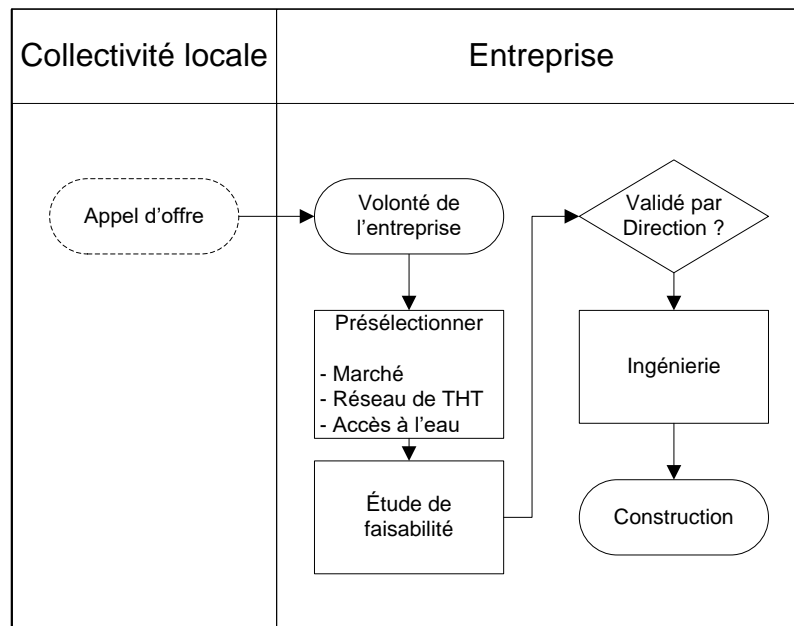 Collectivité locale
Entreprise
Appel d’offre
Volonté de
l’entreprise
Présélectionner
- Marché
- Réseau de THT
- Accès à l’eau
Étude de
faisabilité
Validé par
Direction ?
Ingénierie
Construction